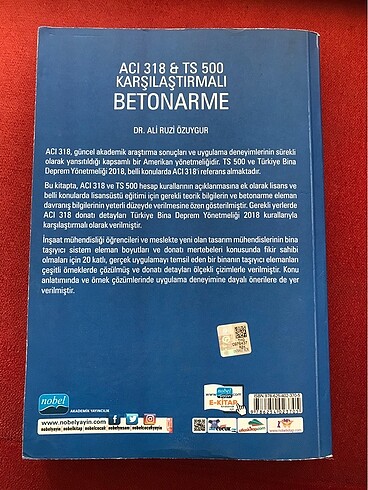 ACI 318 & TS 500
KARŞILAŞTIRMALI
BETONARME
DR. ALİ RUZİ ÖZUYGUR
ACI 318, güncel akademik araştırma sonuçları ve uygulama deneyimlerinin sürekli
olarak yansıtıldığı kapsamlı bir Amerikan yönetmeliğidir. TS 500 ve Türkiye Bina
Deprem Yönetmeliği 2018, belli konularda ACI 318'i referans almaktadır.
Bu kitapta, ACI 318 ve TS 500 hesap kurallarının açıklanmasına ek olarak lisans ve
belli konularda lisansüstü eğitimi için gerekli teorik bilgilerin ve betonarme eleman
davranış bilgilerinin yeterli düzeyde verilmesine özen gösterilmiştir. Gerekli yerlerde
ACI 318 donatı detayları Türkiye Bina Deprem Yönetmeliği 2018 kurallarıyla
karşılaştırmalı olarak verilmiştir.
İnşaat mühendisliği öğrencileri ve meslekte yeni olan tasarım mühendislerinin bina
taşıyıcı sistem eleman boyutları ve donatı mertebeleri konusunda fikir sahibi
olmaları için 20 katlı, gerçek uygulamayı temsil eden bir binanın taşıyıcı elemanları
çeşitli örneklerde çözülmüş ve donatı detayları ölçekli çizimlerle verilmiştir. Konu
anlatımında ve örnek çözümlerinde uygulama deneyimine dayalı önerilere de yer
verilmiştir.
nobel
AKADEMİK YAYINCILIK
www.nobelyayin.com
E-KİTAP